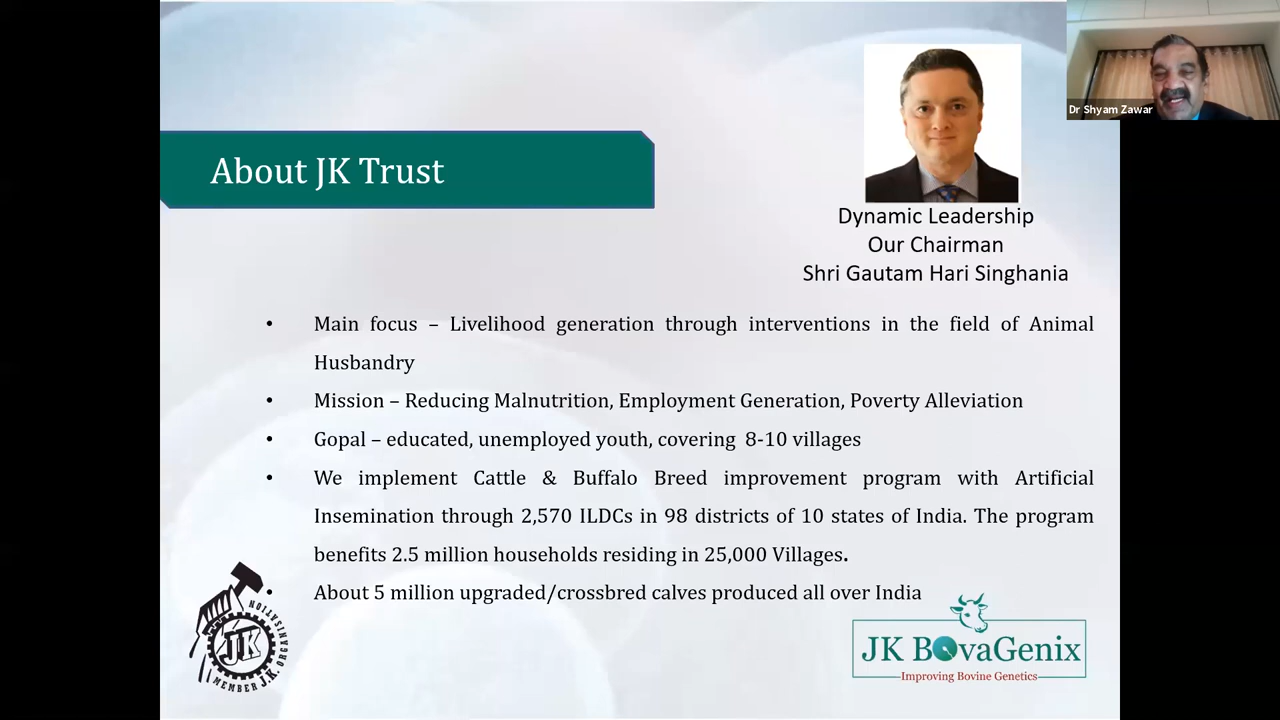 Dr Shyam Zawar
About JK Trust
Dynamic Leadership
Our Chairman
Shri Gautam Hari Singhania
• Main focus – Livelihood generation through interventions in the field of Animal
Husbandry
• Mission – Reducing Malnutrition, Employment Generation, Poverty Alleviation
• Gopal – educated, unemployed youth, covering 8-10 villages
• We implement Cattle & Buffalo Breed improvement program with Artificial
Insemination through 2,570 ILDCs in 98 districts of 10 states of India. The program
benefits 2.5 million households residing in 25,000 Villages.
• About 5 million upgraded/crossbred calves produced all over India
JK
MEMBER J.K. ORGANISATION
JK BovaGenix
Improving Bovine Genetics